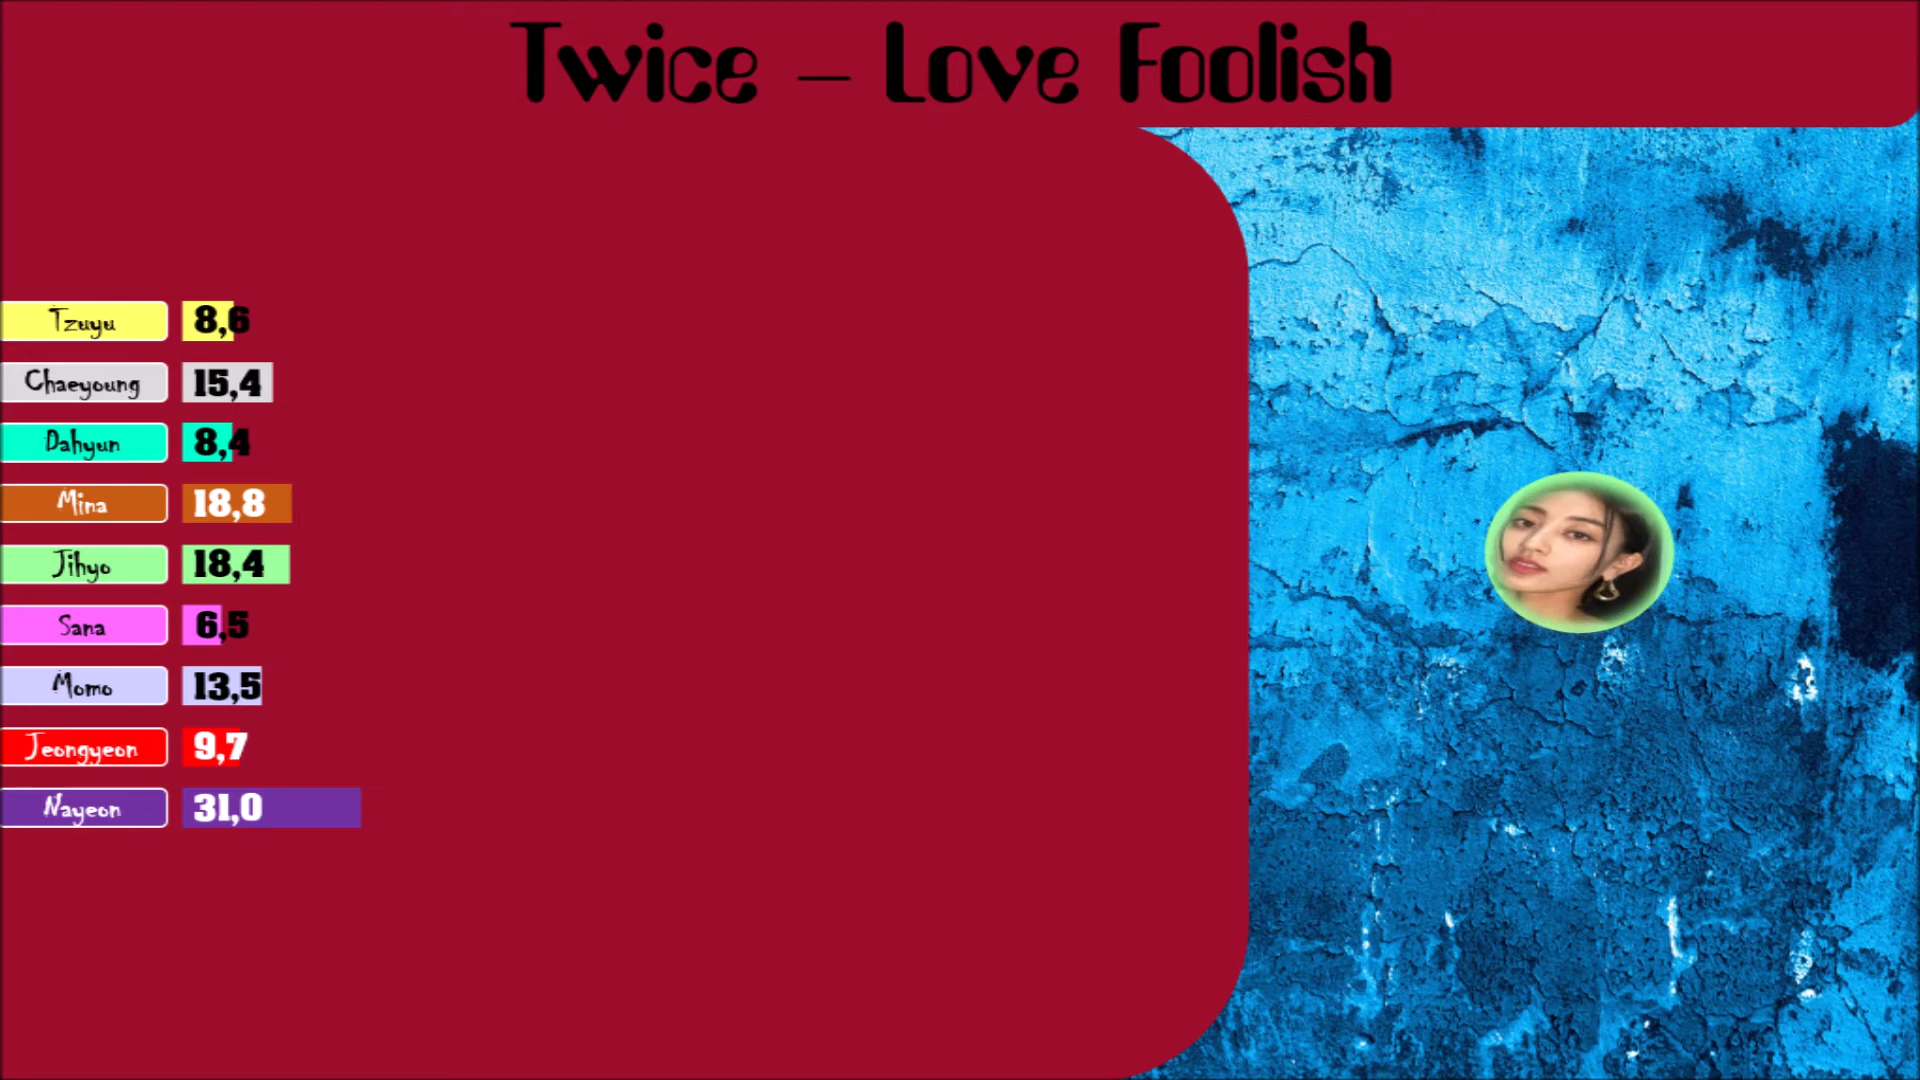 Twice - Love Foolish
Tzuyu 8,6
Chaeyoung 15,4
Dahyun 8,4
Mina 18,8
Jihyo 18,4
Sana 6,5
Momo 13,5
Jeongyeon 9,7
Nayeon 31,0